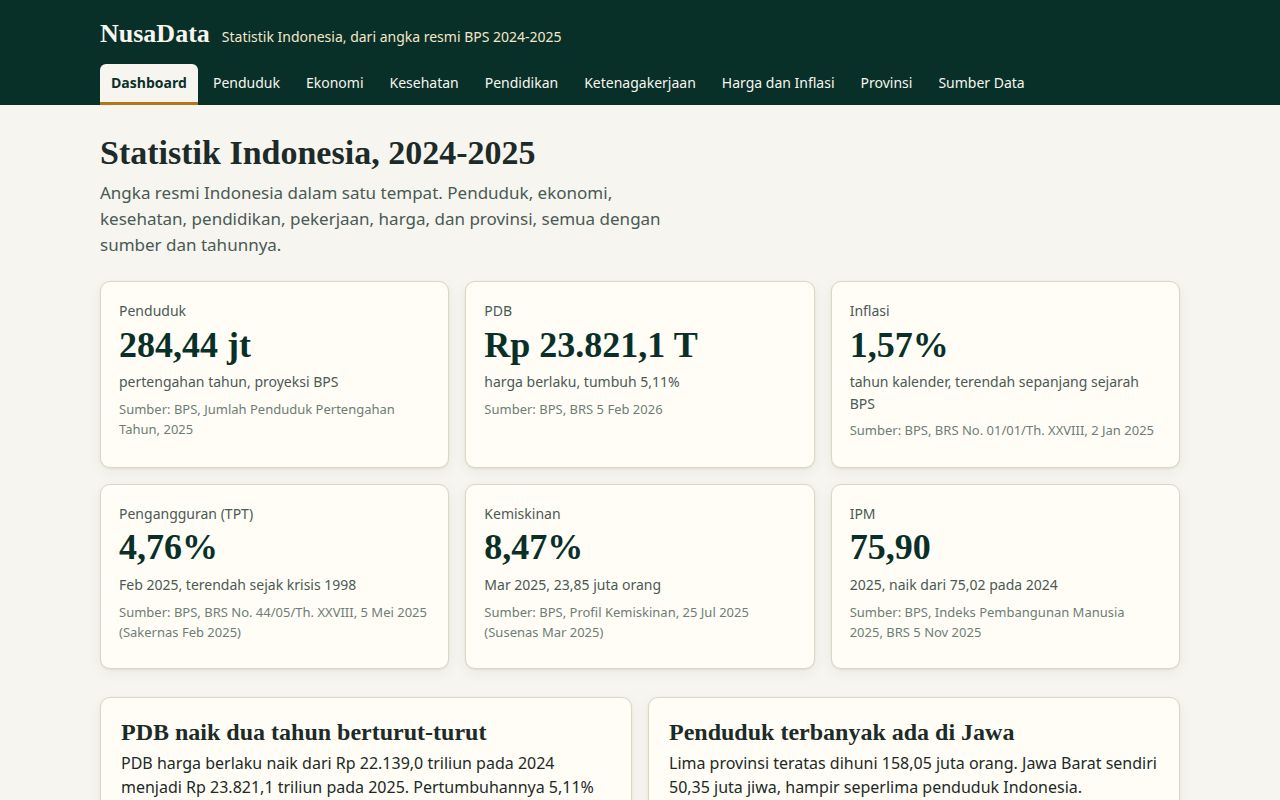 NusaData Statistik Indonesia, dari angka resmi BPS 2024-2025
Dashboard Penduduk Ekonomi Kesehatan Pendidikan Ketenagakerjaan Harga dan Inflasi Provinsi Sumber Data
Statistik Indonesia, 2024-2025
Angka resmi Indonesia dalam satu tempat. Penduduk, ekonomi,
kesehatan, pendidikan, pekerjaan, harga, dan provinsi, semua dengan
sumber dan tahunnya.
Penduduk
284,44 jt
pertengahan tahun, proyeksi BPS
Sumber: BPS, Jumlah Penduduk Pertengahan
Tahun, 2025
PDB
Rp 23.821,1 T
harga berlaku, tumbuh 5,11%
Sumber: BPS, BRS 5 Feb 2026
Inflasi
1,57%
tahun kalender, terendah sepanjang sejarah
BPS
Sumber: BPS, BRS No. 01/01/Th. XXVIII, 2 Jan 2025
Pengangguran (TPT)
4,76%
Feb 2025, terendah sejak krisis 1998
Sumber: BPS, BRS No. 44/05/Th. XXVIII, 5 Mei 2025
(Sakernas Feb 2025)
Kemiskinan
8,47%
Mar 2025, 23,85 juta orang
Sumber: BPS, Profil Kemiskinan, 25 Jul 2025
(Susenas Mar 2025)
IPM
75,90
2025, naik dari 75,02 pada 2024
Sumber: BPS, Indeks Pembangunan Manusia
2025, BRS 5 Nov 2025
PDB naik dua tahun berturut-turut
PDB harga berlaku naik dari Rp 22.139,0 triliun pada 2024
menjadi Rp 23.821,1 triliun pada 2025. Pertumbuhannya 5,11%
Penduduk terbanyak ada di Jawa
Lima provinsi teratas dihuni 158,05 juta orang. Jawa Barat sendiri
50,35 juta jiwa, hampir seperlima penduduk Indonesia.